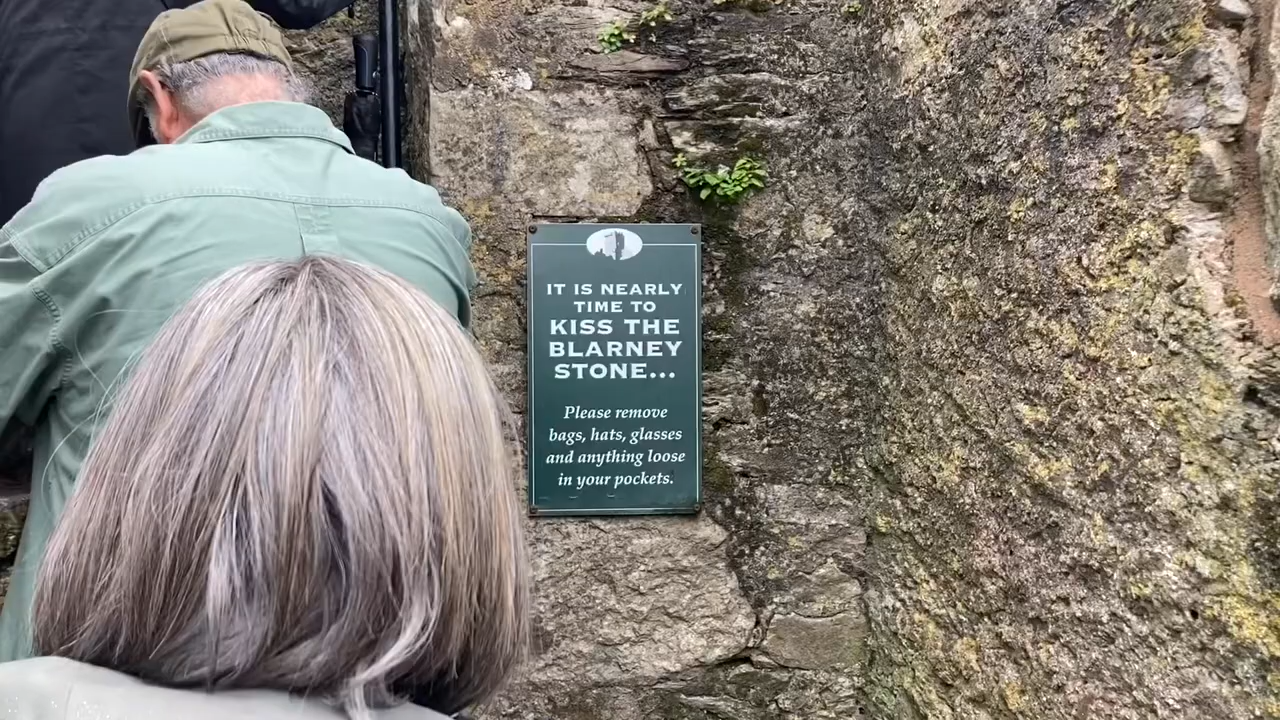 IT IS NEARLY
TIME TO
KISS THE
BLARNEY
STONE...
Please remove
bags, hats, glasses
and anything loose
in your pockets.